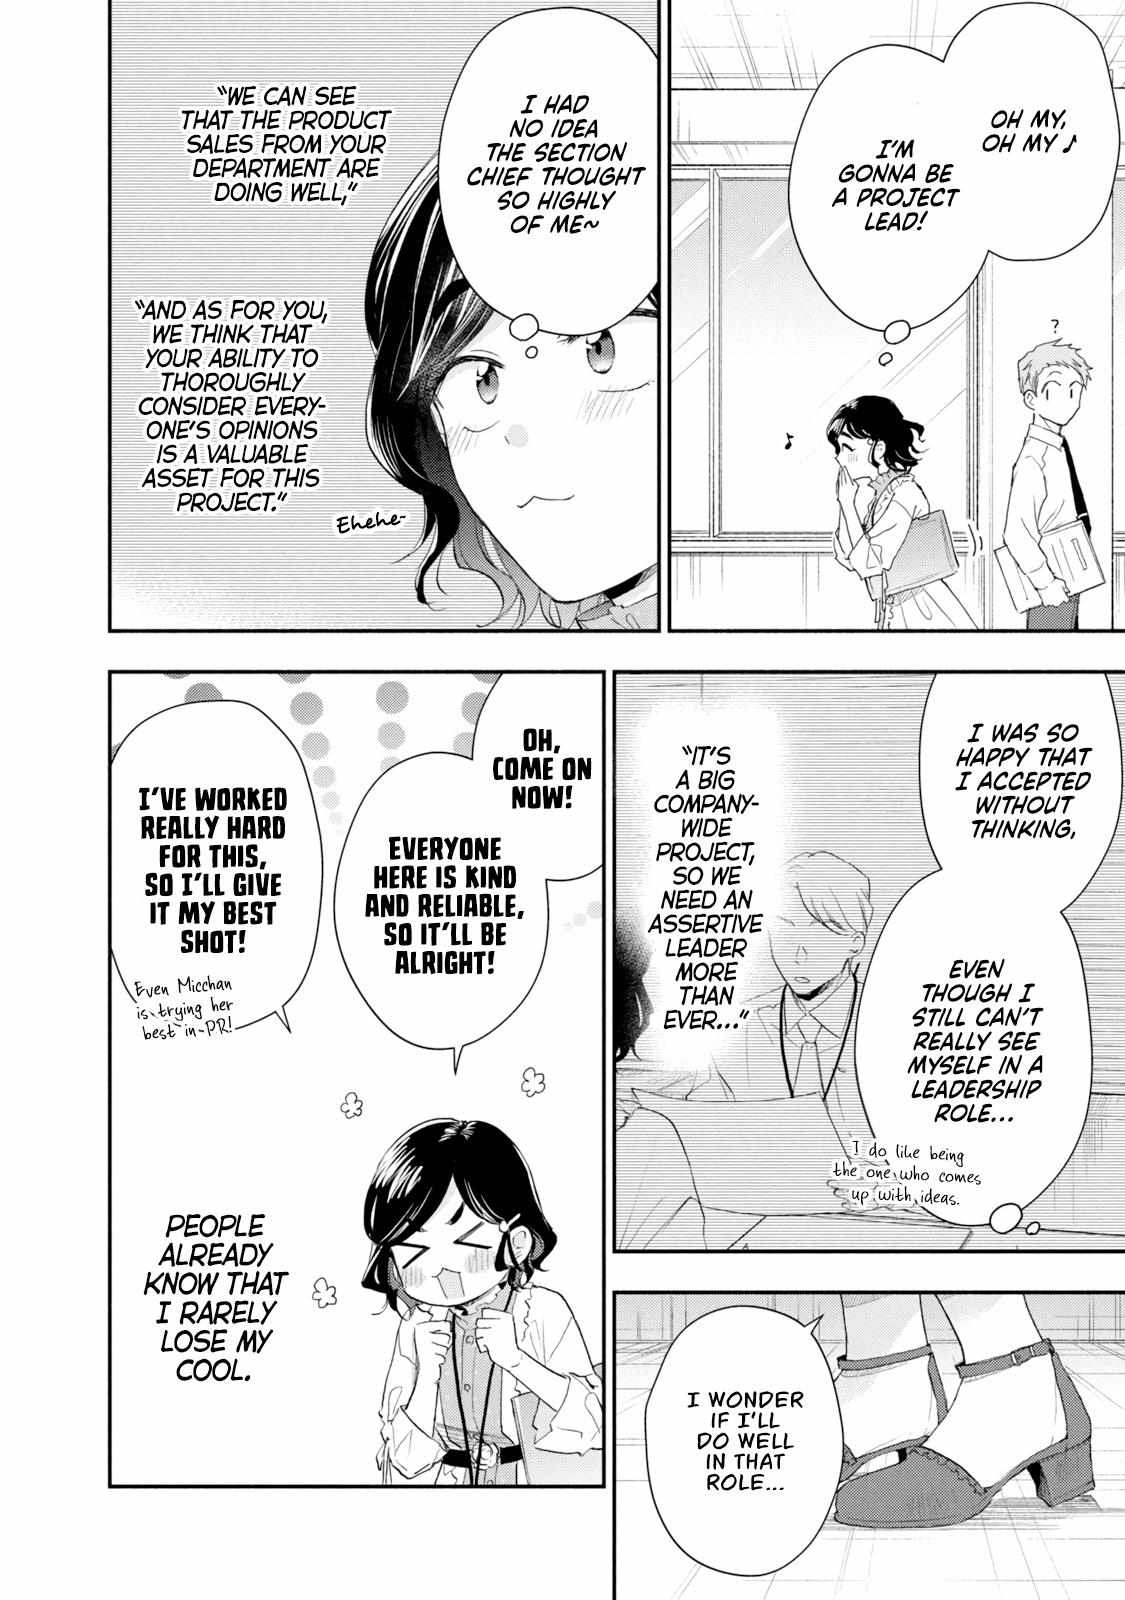 OH MY,
OH MY♪
I'M
GONNA BE
A PROJECT
LEAD!
?
♪
I HAD
NO IDEA
THE SECTION
CHIEF THOUGHT
SO HIGHLY
OF ME~
"WE CAN SEE
THAT THE PRODUCT
SALES FROM YOUR
DEPARTMENT ARE
DOING WELL,"
"AND AS FOR YOU,
WE THINK THAT
YOUR ABILITY TO
THOROUGHLY
CONSIDER EVERY-
ONE'S OPINIONS
IS A VALUABLE
ASSET FOR THIS
PROJECT."
Ehehe~
I WAS SO
HAPPY THAT
I ACCEPTED
WITHOUT
THINKING,
EVEN
THOUGH I
STILL CAN'T
REALLY SEE
MYSELF IN A
LEADERSHIP
ROLE...
I do like being
the one who comes
up with ideas.
"IT'S
A BIG
COMPANY-
WIDE
PROJECT,
SO WE
NEED AN
ASSERTIVE
LEADER
MORE
THAN
EVER..."
I WONDER
IF I'LL
DO WELL
IN THAT
ROLE...
OH,
COME ON
NOW!
EVERYONE
HERE IS KIND
AND RELIABLE,
SO IT'LL BE
ALRIGHT!
I'VE WORKED
REALLY HARD
FOR THIS,
SO I'LL GIVE
IT MY BEST
SHOT!
Even Micchan
is trying her
best in PR!
PEOPLE
ALREADY
KNOW THAT
I RARELY
LOSE MY
COOL.